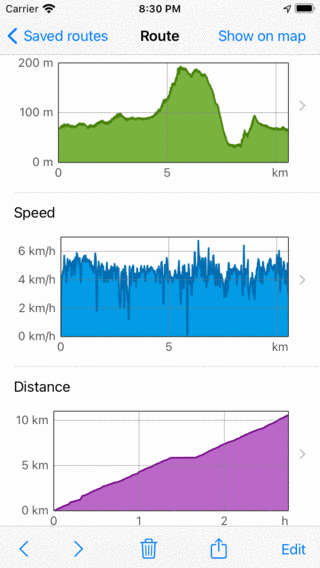 Carrier 8:30 PM
Saved routes Route Show on map
200 m
100 m
0 m
0 5 km
Speed
6 km/h
4 km/h
2 km/h
0 km/h
0 5 km
Distance
10 km
5 km
0 km
0 1 2 h
Edit